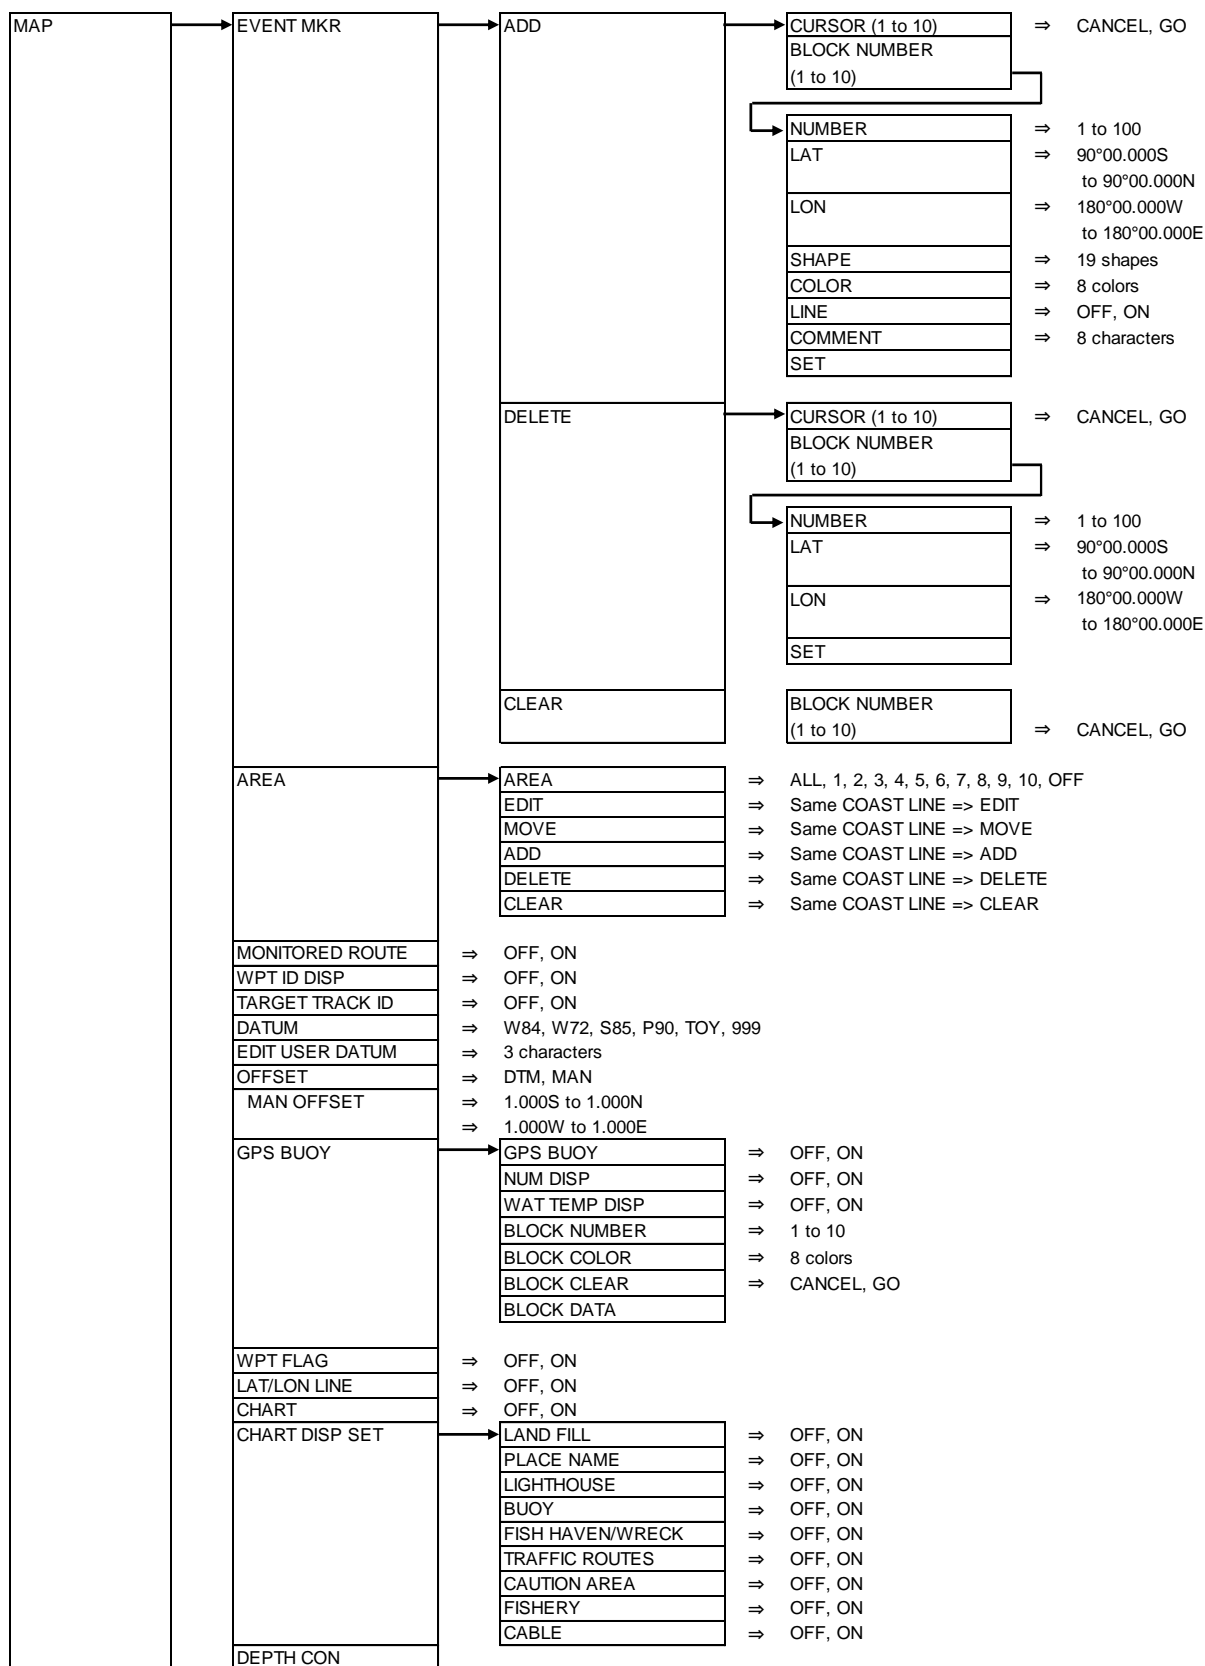 MAP EVENT MKR ADD CURSOR (1 to 10) ⇒ CANCEL, GO
BLOCK NUMBER
(1 to 10)
NUMBER ⇒ 1 to 100
LAT ⇒ 90°00.000S
to 90°00.000N
LON ⇒ 180°00.000W
to 180°00.000E
SHAPE ⇒ 19 shapes
COLOR ⇒ 8 colors
LINE ⇒ OFF, ON
COMMENT ⇒ 8 characters
SET
DELETE CURSOR (1 to 10) ⇒ CANCEL, GO
BLOCK NUMBER
(1 to 10)
NUMBER ⇒ 1 to 100
LAT ⇒ 90°00.000S
to 90°00.000N
LON ⇒ 180°00.000W
to 180°00.000E
SET
CLEAR BLOCK NUMBER
(1 to 10) ⇒ CANCEL, GO
AREA AREA ⇒ ALL, 1, 2, 3, 4, 5, 6, 7, 8, 9, 10, OFF
EDIT ⇒ Same COAST LINE => EDIT
MOVE ⇒ Same COAST LINE => MOVE
ADD ⇒ Same COAST LINE => ADD
DELETE ⇒ Same COAST LINE => DELETE
CLEAR ⇒ Same COAST LINE => CLEAR
MONITORED ROUTE ⇒ OFF, ON
WPT ID DISP ⇒ OFF, ON
TARGET TRACK ID ⇒ OFF, ON
DATUM ⇒ W84, W72, S85, P90, TOY, 999
EDIT USER DATUM ⇒ 3 characters
OFFSET ⇒ DTM, MAN
MAN OFFSET ⇒ 1.000S to 1.000N
⇒ 1.000W to 1.000E
GPS BUOY GPS BUOY ⇒ OFF, ON
NUM DISP ⇒ OFF, ON
WAT TEMP DISP ⇒ OFF, ON
BLOCK NUMBER ⇒ 1 to 10
BLOCK COLOR ⇒ 8 colors
BLOCK CLEAR ⇒ CANCEL, GO
BLOCK DATA
WPT FLAG ⇒ OFF, ON
LAT/LON LINE ⇒ OFF, ON
CHART ⇒ OFF, ON
CHART DISP SET LAND FILL ⇒ OFF, ON
PLACE NAME ⇒ OFF, ON
LIGHTHOUSE ⇒ OFF, ON
BUOY ⇒ OFF, ON
FISH HAVEN/WRECK ⇒ OFF, ON
TRAFFIC ROUTES ⇒ OFF, ON
CAUTION AREA ⇒ OFF, ON
FISHERY ⇒ OFF, ON
CABLE ⇒ OFF, ON
DEPTH CON